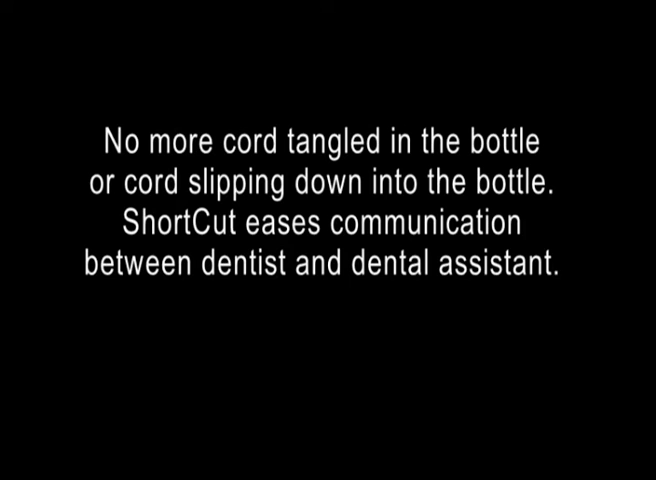 No more cord tangled in the bottle
or cord slipping down into the bottle.
ShortCut eases communication
between dentist and dental assistant.